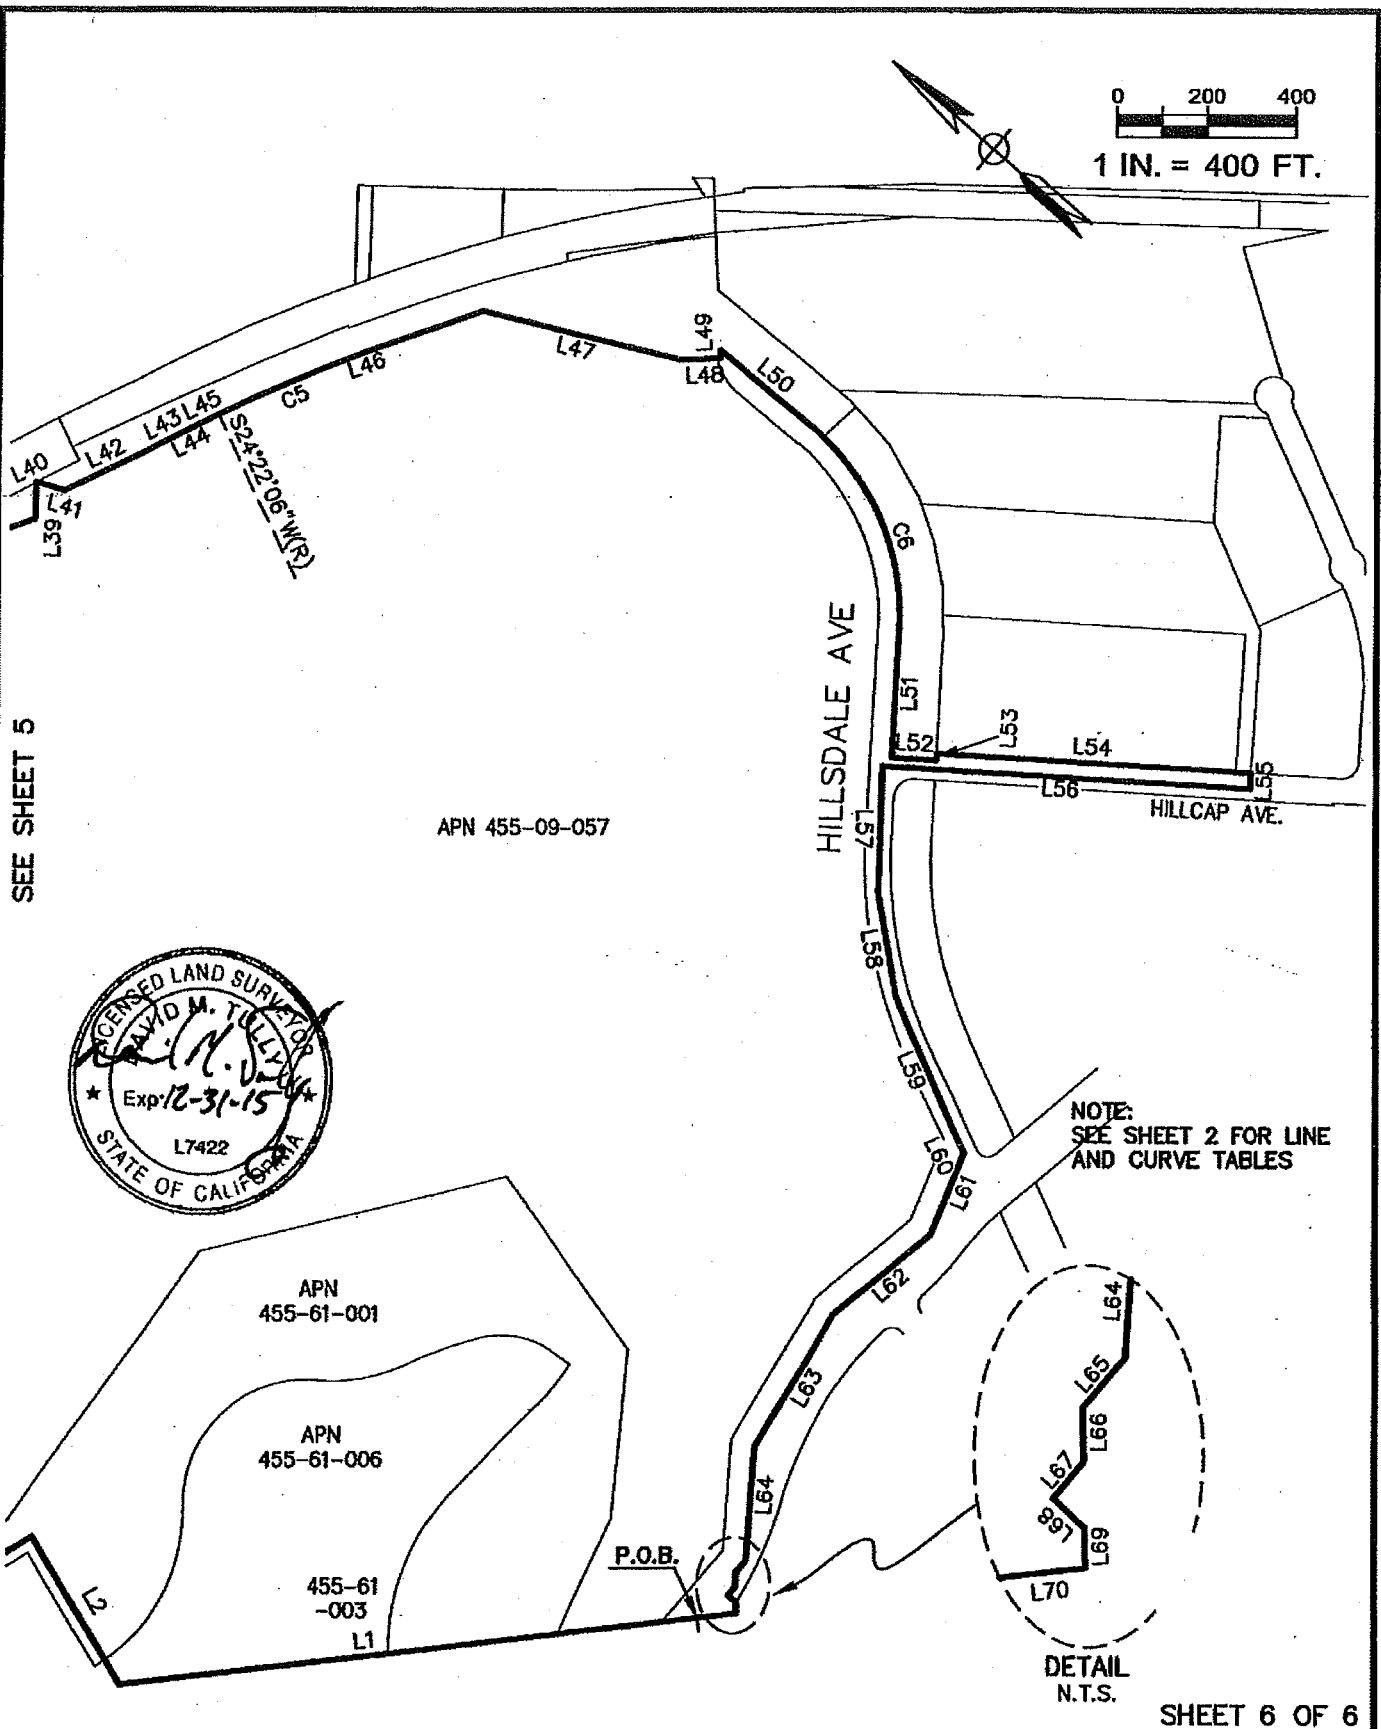 0 200 400
1 IN. = 400 FT.
L49
L47
L48
L50
L46
C5
L45
L43
L44
L42
L40
L41
L39
S24°22'06"W(R)
C6
HILLSDALE AVE
L51
L52
L53
L54
L55
L56
HILLCAP AVE.
L57
SEE SHEET 5
APN 455-09-057
L58
LICENSED LAND SURVEYOR
DAVID M. TULLY
Exp. 12-31-15
L7422
STATE OF CALIFORNIA
L59
NOTE:
SEE SHEET 2 FOR LINE
AND CURVE TABLES
L60
L61
L62
L63
L64
APN
455-61-001
APN
455-61-006
455-61
-003
L2
L1
P.O.B.
L64
L65
L66
L67
L68
L69
L70
DETAIL
N.T.S.
SHEET 6 OF 6